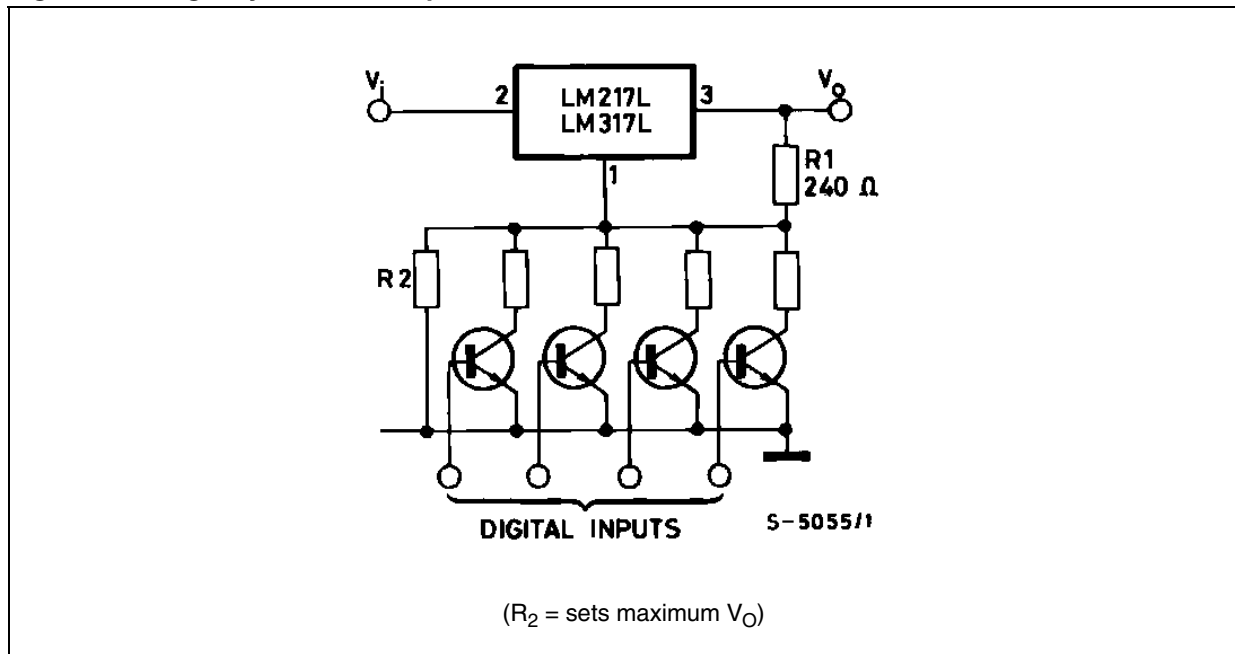 Vi
2
LM217L
LM317L
3
Vo
1
R1
240 Ω
R2
DIGITAL INPUTS
S-5055/1
(R2 = sets maximum VO)